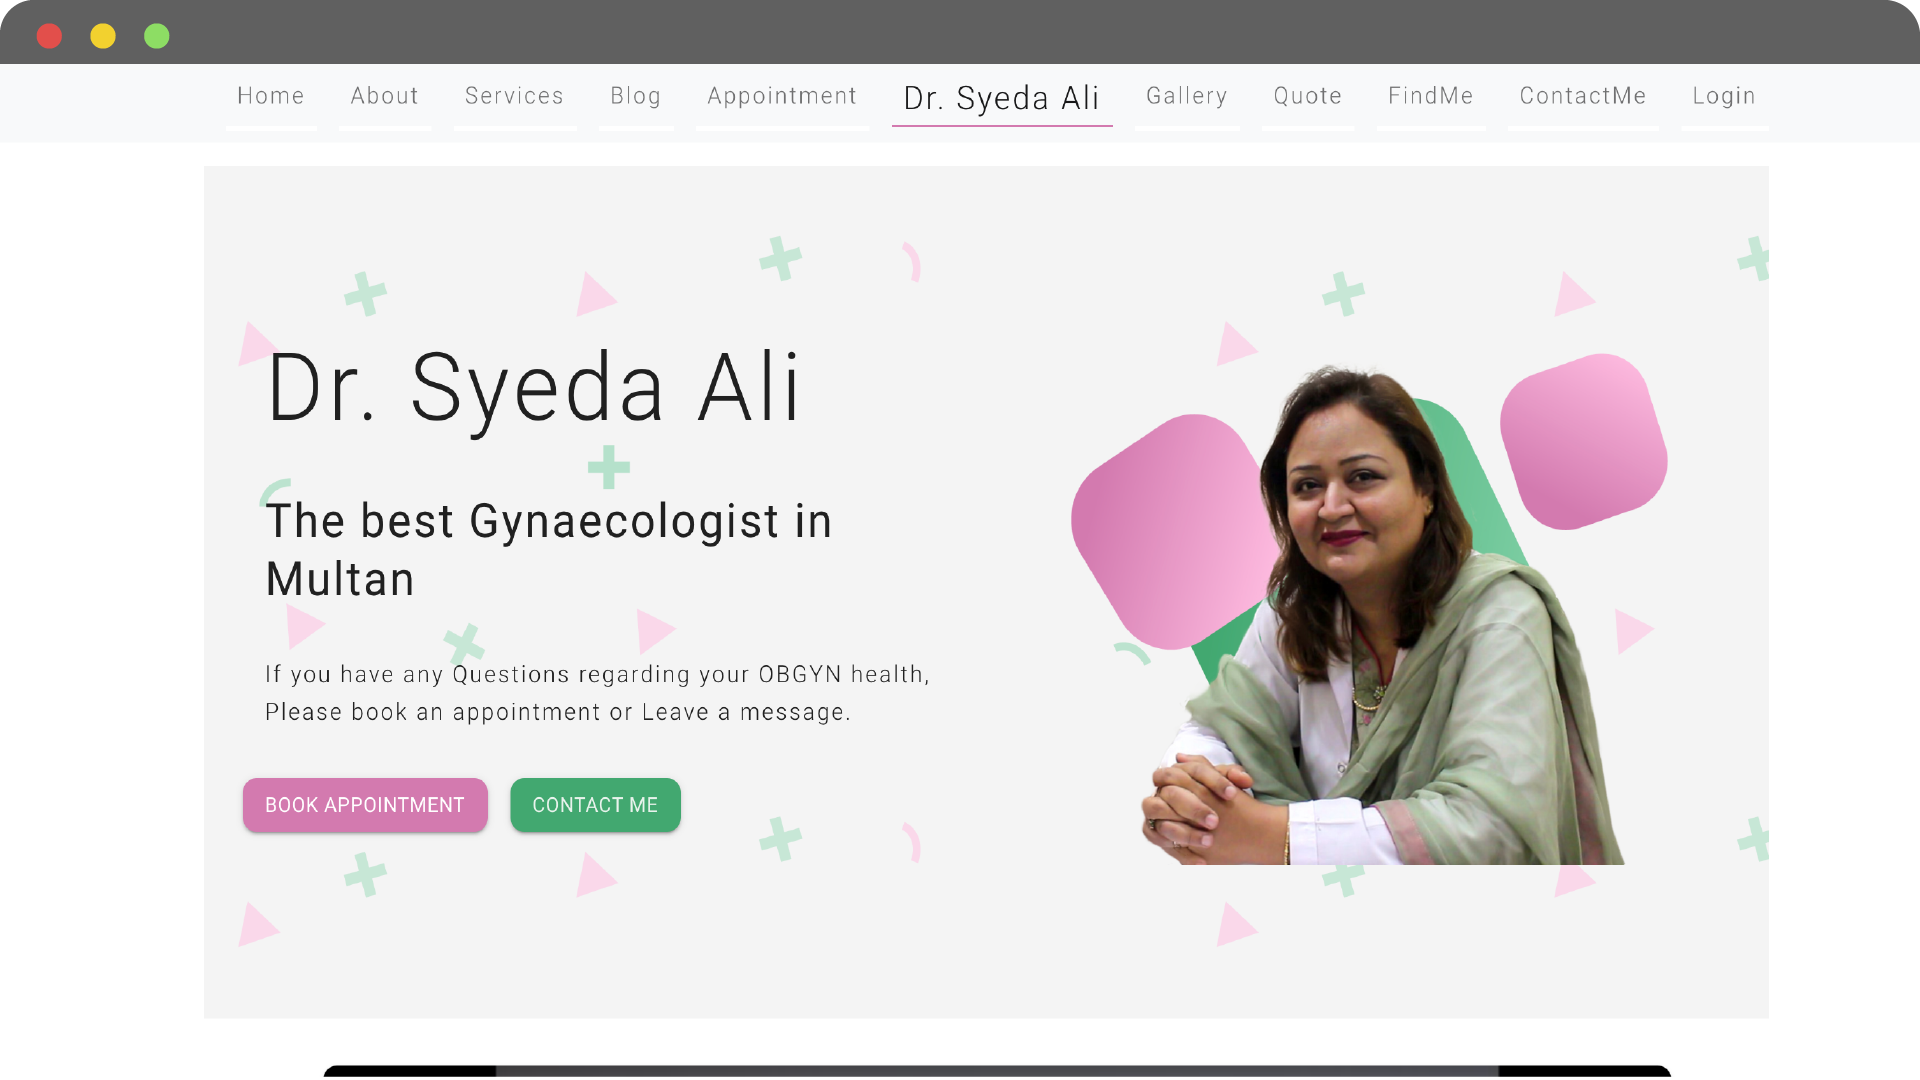 Home About Services Blog Appointment Dr. Syeda Ali Gallery Quote FindMe ContactMe Login
Dr. Syeda Ali
The best Gynaecologist in
Multan
If you have any Questions regarding your OBGYN health,
Please book an appointment or Leave a message.
BOOK APPOINTMENT CONTACT ME